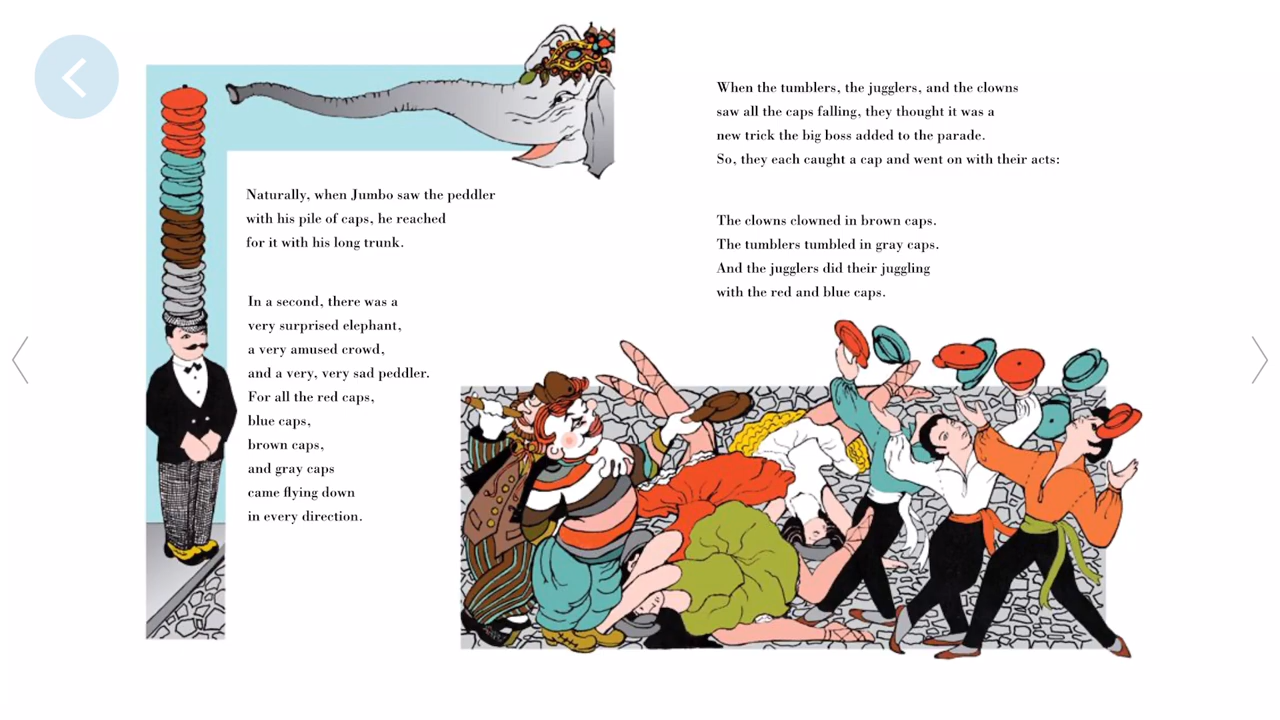 Naturally, when Jumbo saw the peddler
with his pile of caps, he reached
for it with his long trunk.
In a second, there was a
very surprised elephant,
a very amused crowd,
and a very, very sad peddler.
For all the red caps,
blue caps,
brown caps,
and gray caps
came flying down
in every direction.
When the tumblers, the jugglers, and the clowns
saw all the caps falling, they thought it was a
new trick the big boss added to the parade.
So, they each caught a cap and went on with their acts:
The clowns clowned in brown caps.
The tumblers tumbled in gray caps.
And the jugglers did their juggling
with the red and blue caps.